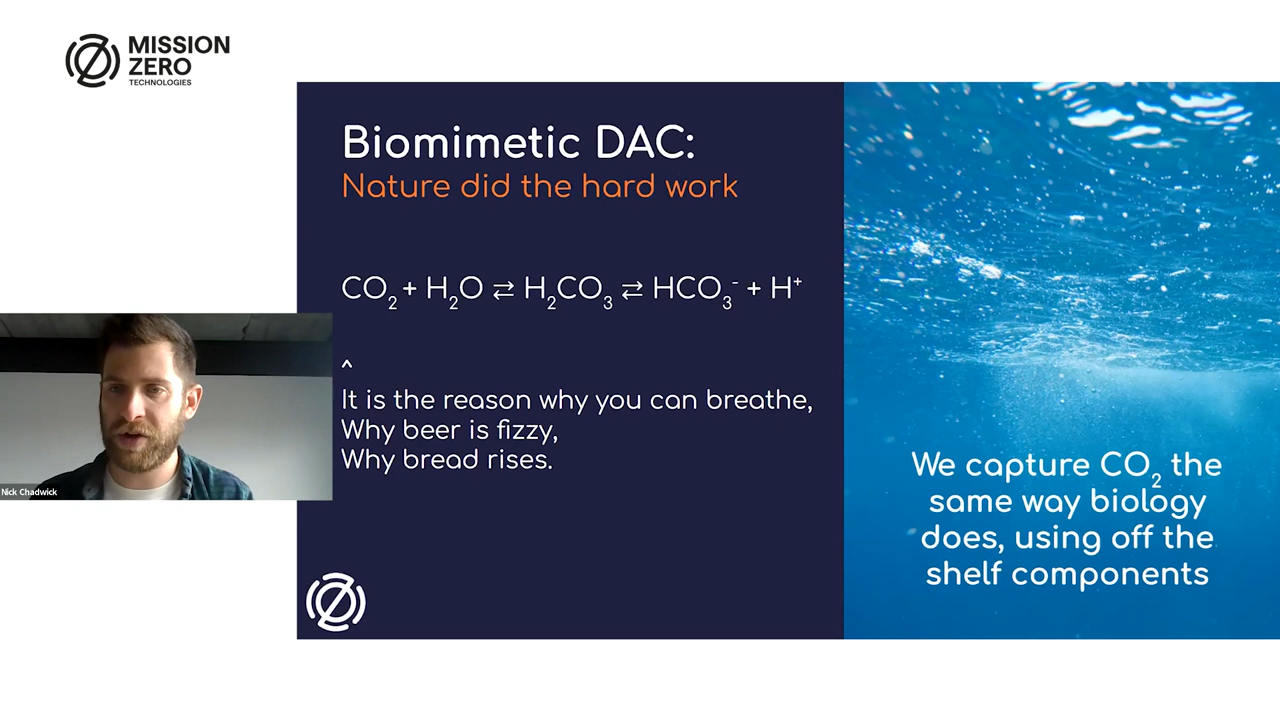 MISSION
ZERO
TECHNOLOGIES
Biomimetic DAC:
Nature did the hard work
CO₂ + H₂O ⇄ H₂CO₃ ⇄ HCO₃⁻ + H⁺
^
It is the reason why you can breathe,
Why beer is fizzy,
Why bread rises.
Nick Chadwick
We capture CO₂ the
same way biology
does, using off the
shelf components